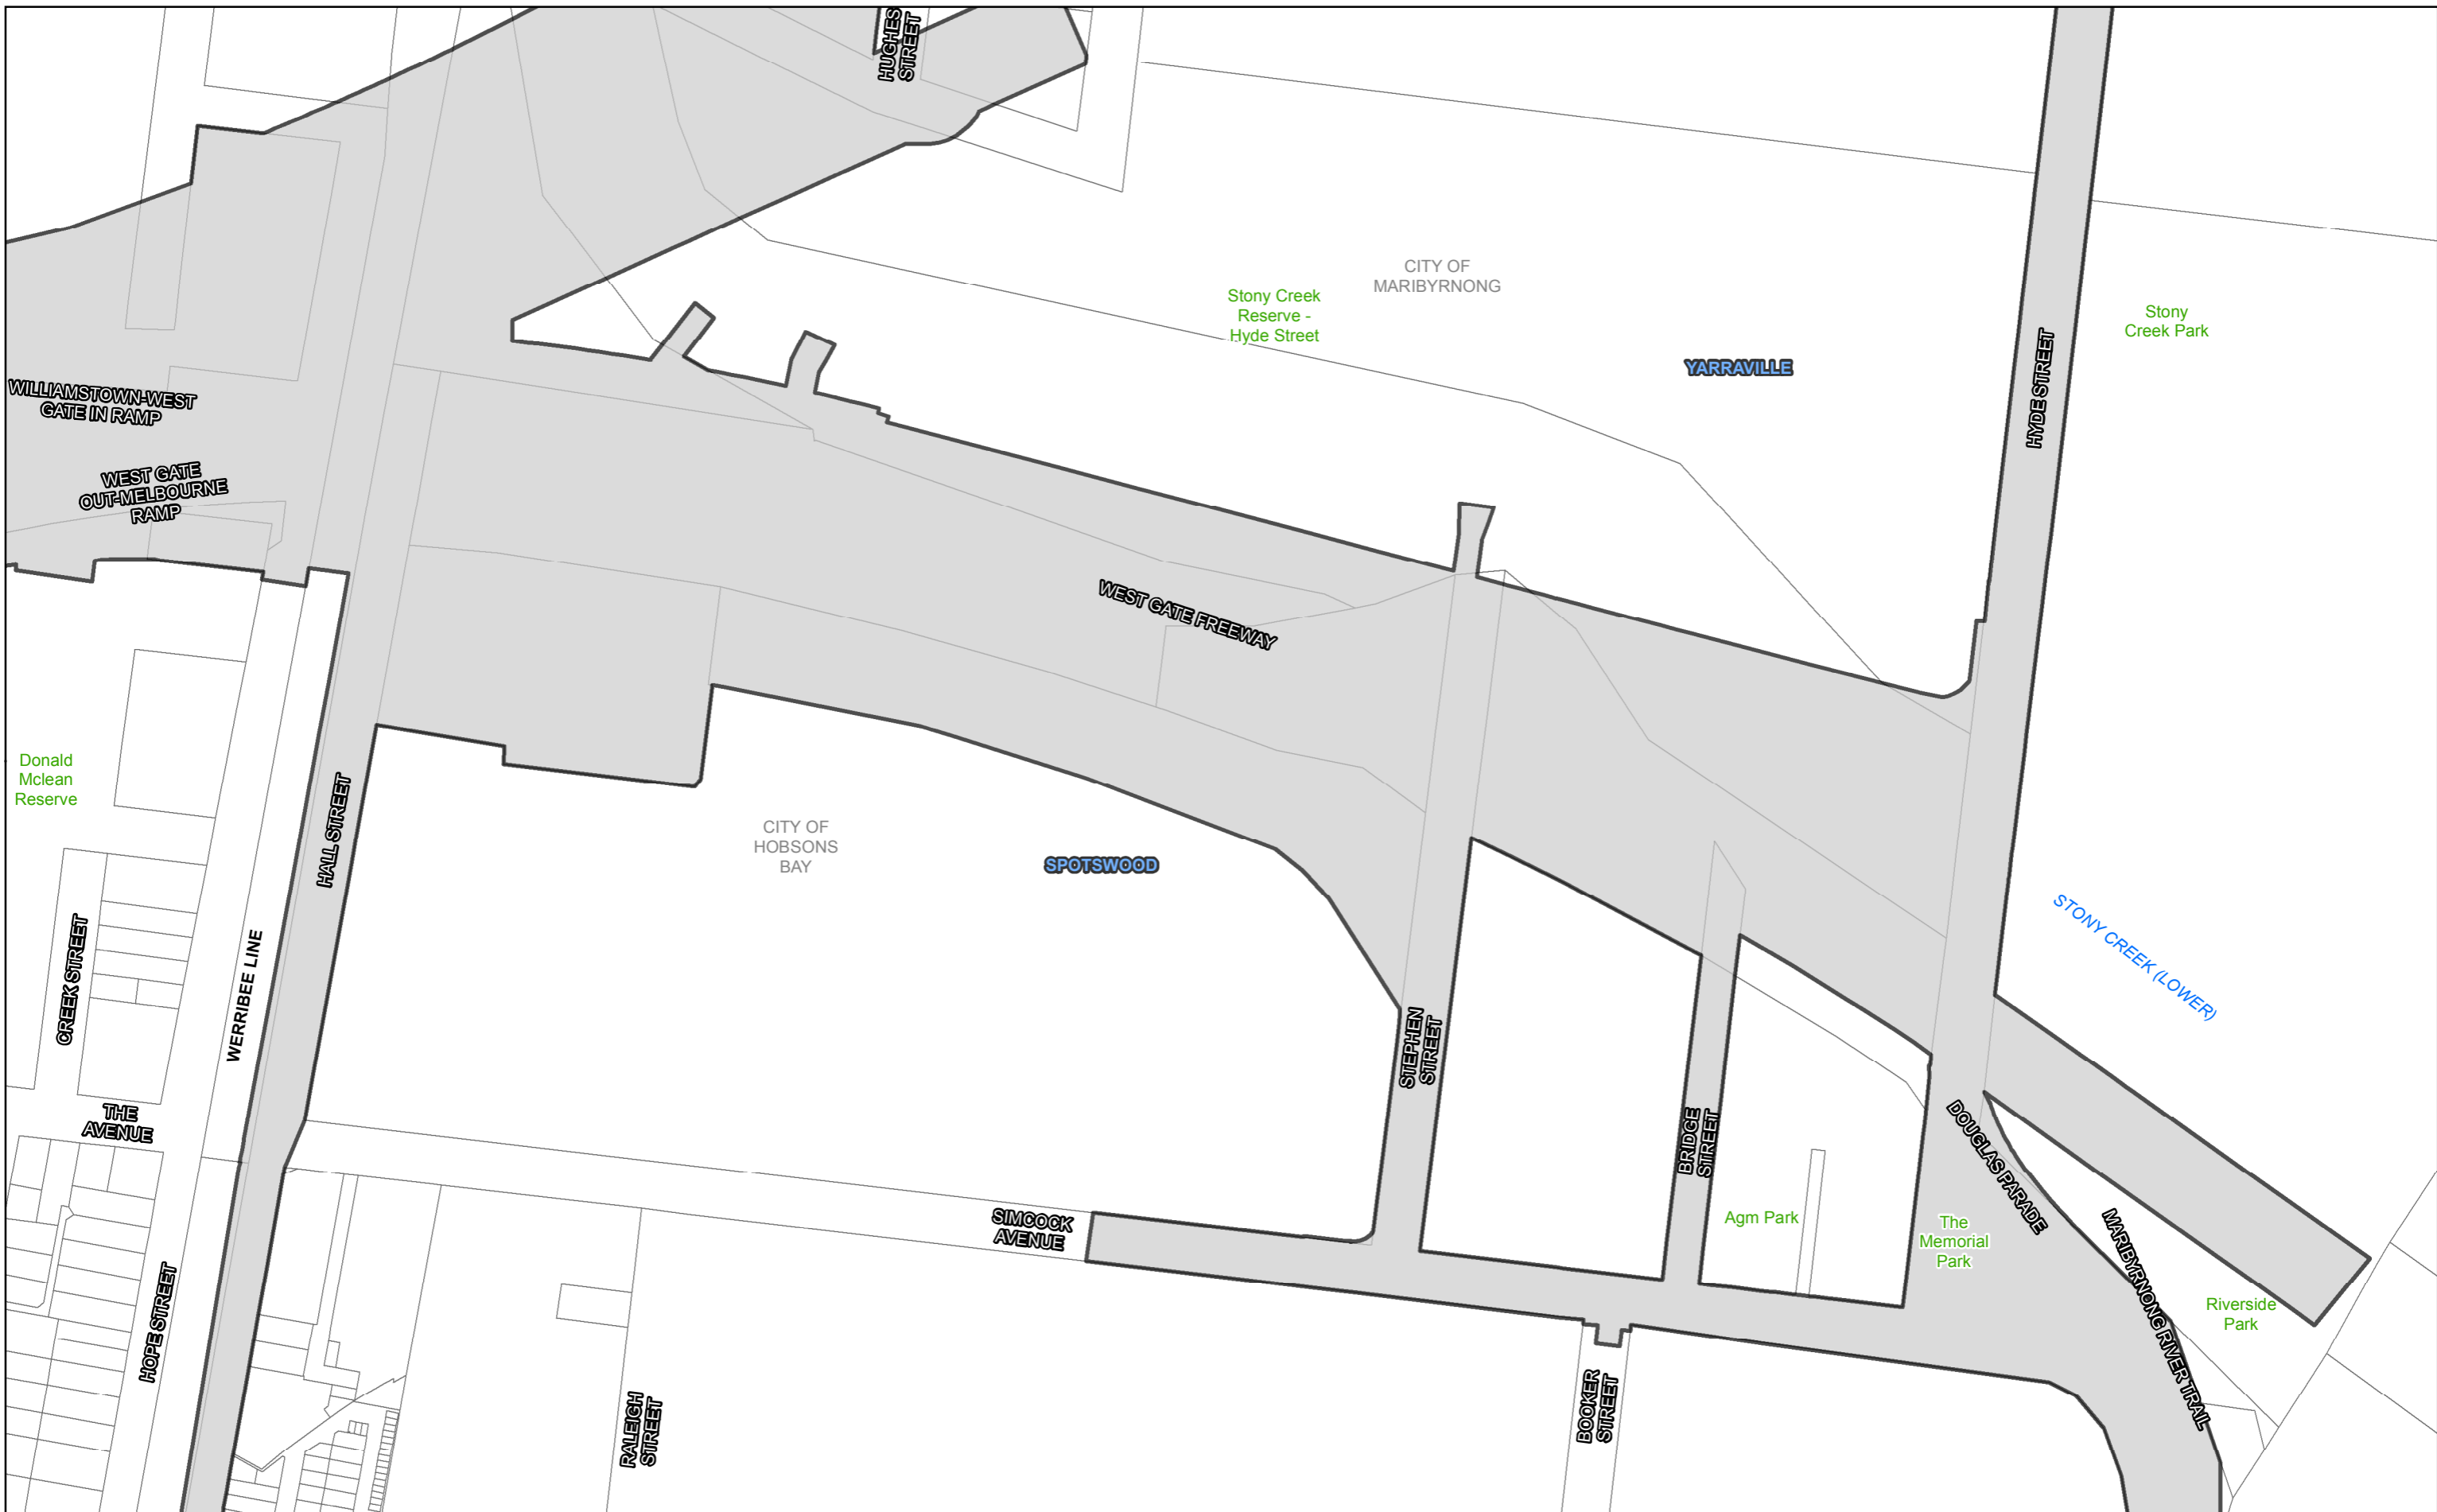 HUGHES
STREET
CITY OF
MARIBYRNONG
Stony Creek
Reserve -
Hyde Street
Stony
Creek Park
YARRAVILLE
HYDE STREET
WILLIAMSTOWN-WEST
GATE IN RAMP
WEST GATE
OUT-MELBOURNE
RAMP
WEST GATE FREEWAY
Donald
Mclean
Reserve
HALL STREET
CITY OF
HOBSONS
BAY
SPOTSWOOD
STONY CREEK (LOWER)
CREEK STREET
WERRIBEE LINE
STEPHEN
STREET
THE
AVENUE
BRIDGE
STREET
DOUGLAS PARADE
SIMCOCK
AVENUE
Agm Park
The
Memorial
Park
MARIBYRNONG RIVER TRAIL
Riverside
Park
HOPE STREET
RALEIGH
STREET
BOOKER
STREET